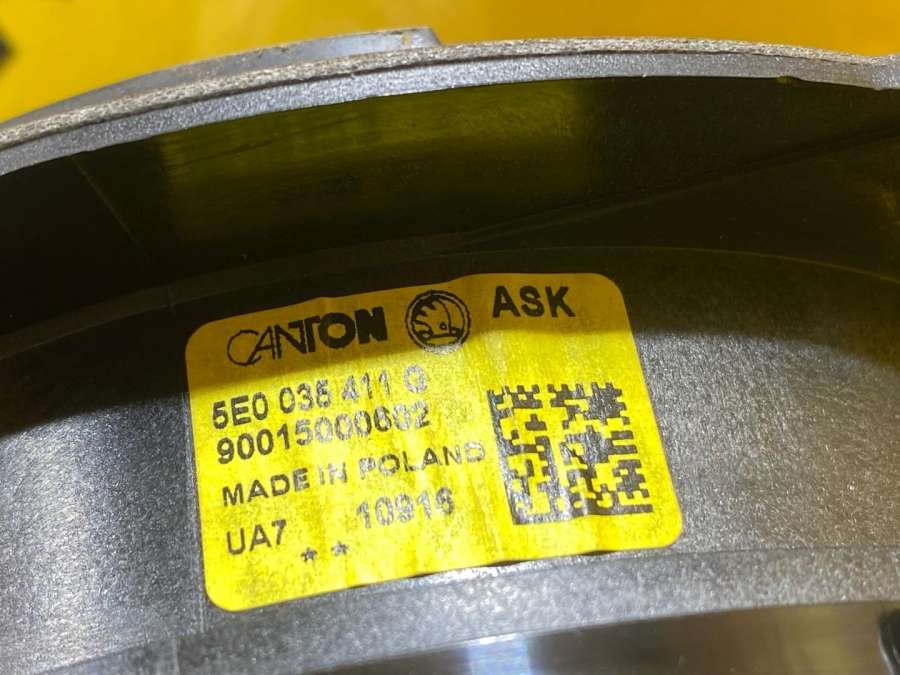 CANTON ASK
5E0 035 411 G
90015000602
MADE IN POLAND
UA7 10916
**